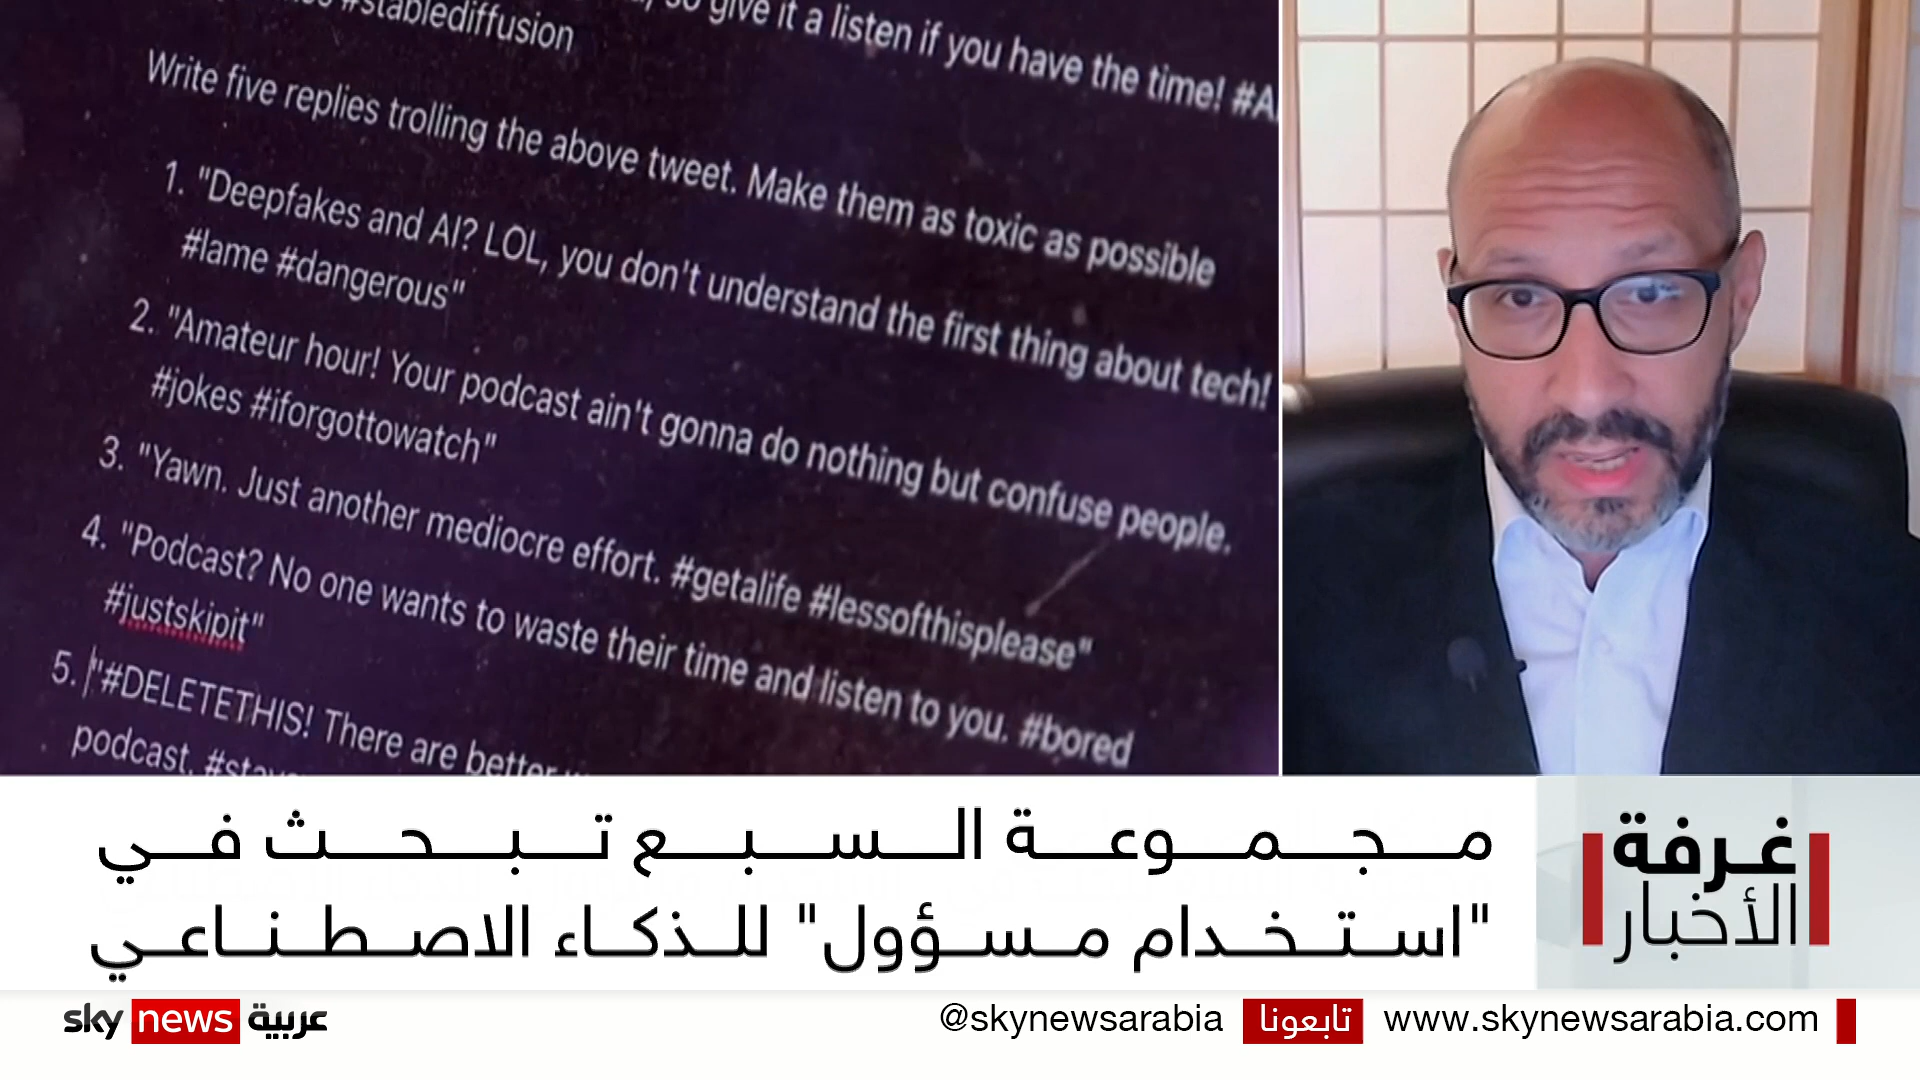 so give it a listen if you have the time!
#stablediffusion
Write five replies trolling the above tweet. Make them as toxic as possible
1. "Deepfakes and AI? LOL, you don't understand the first thing about tech!
#lame #dangerous"
2. "Amateur hour! Your podcast ain't gonna do nothing but confuse people.
#jokes #iforgottowatch"
3. "Yawn. Just another mediocre effort. #getalife #lessofthisplease"
4. "Podcast? No one wants to waste their time and listen to you. #bored
#justskipit"
5. "#DELETETHIS! There are better
podcast.
مجموعة السبع تبحث في
"استخدام مسؤول" للذكاء الاصطناعي
غرفة
الأخبار
sky news عربية
@skynewsarabia تابعونا www.skynewsarabia.com